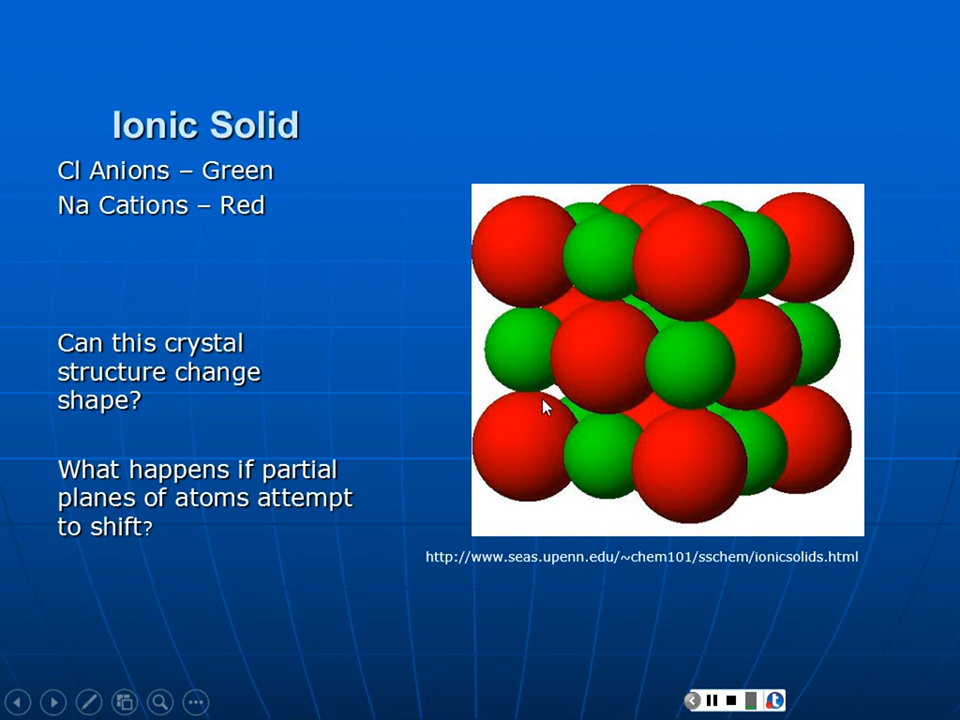 Ionic Solid
Cl Anions – Green
Na Cations – Red
Can this crystal
structure change
shape?
What happens if partial
planes of atoms attempt
to shift?
http://www.seas.upenn.edu/~chem101/sschem/ionicsolids.html